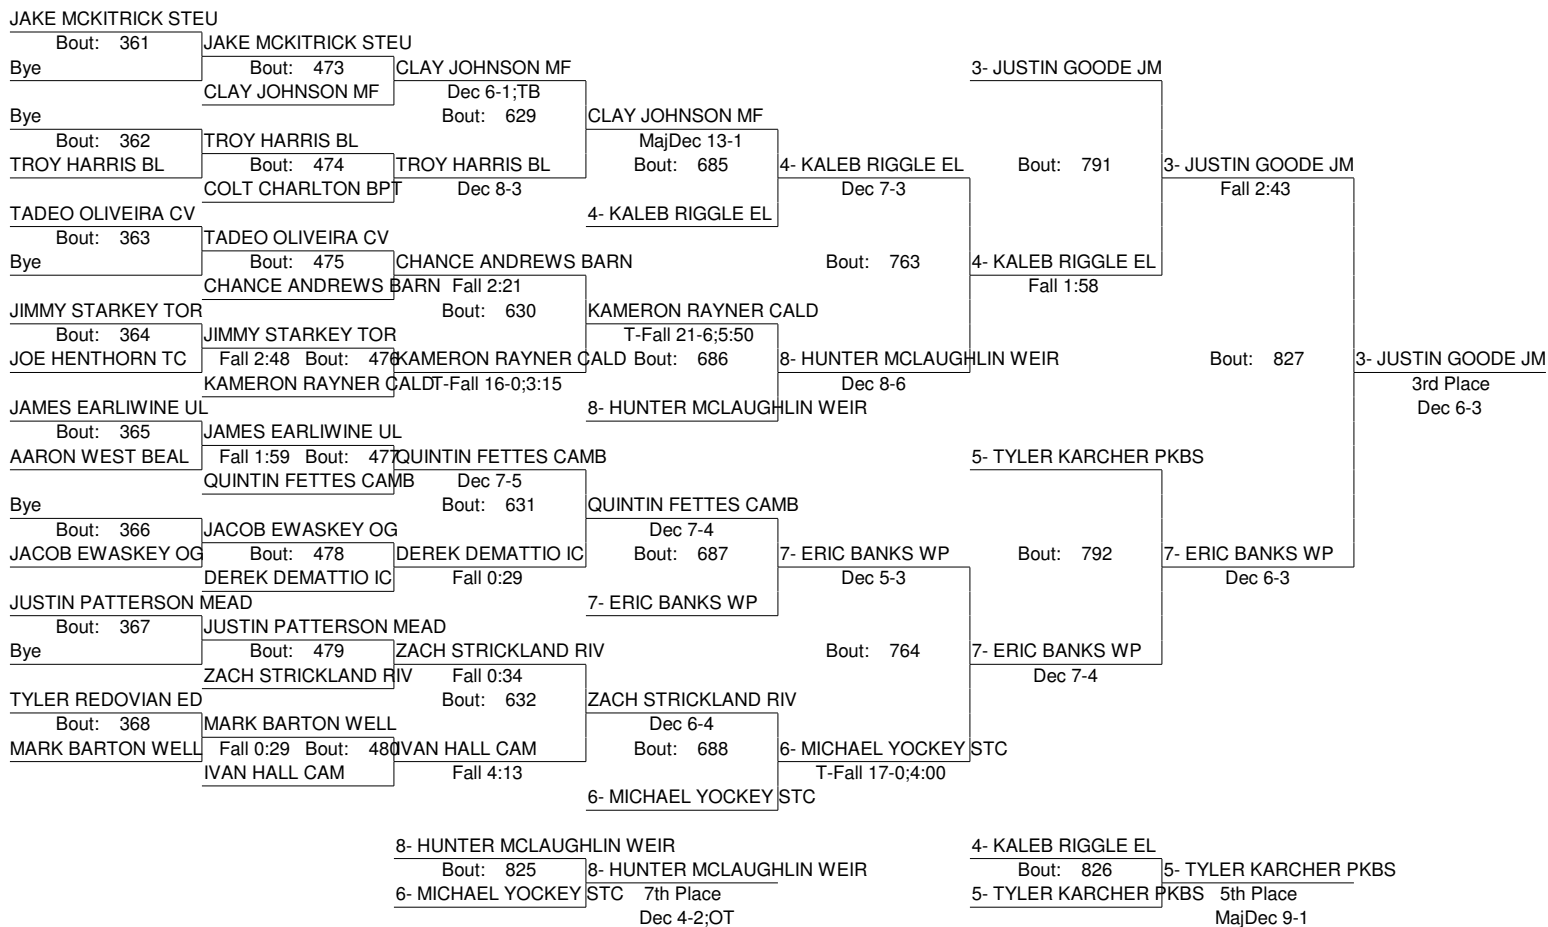 JAKE MCKITRICK STEU
Bout: 361 JAKE MCKITRICK STEU
Bye Bout: 473 CLAY JOHNSON MF 3- JUSTIN GOODE JM
CLAY JOHNSON MF Dec 6-1;TB
Bye Bout: 629 CLAY JOHNSON MF
Bout: 362 TROY HARRIS BL MajDec 13-1
TROY HARRIS BL Bout: 474 TROY HARRIS BL Bout: 685 4- KALEB RIGGLE EL Bout: 791 3- JUSTIN GOODE JM
COLT CHARLTON BPT Dec 8-3 Dec 7-3 Fall 2:43
TADEO OLIVEIRA CV 4- KALEB RIGGLE EL
Bout: 363 TADEO OLIVEIRA CV
Bye Bout: 475 CHANCE ANDREWS BARN Bout: 763 4- KALEB RIGGLE EL
CHANCE ANDREWS BARN Fall 2:21 Fall 1:58
JIMMY STARKEY TOR Bout: 630 KAMERON RAYNER CALD
Bout: 364 JIMMY STARKEY TOR T-Fall 21-6;5:50
JOE HENTHORN TC Fall 2:48 Bout: 476 KAMERON RAYNER CALD Bout: 686 8- HUNTER MCLAUGHLIN WEIR Bout: 827 3- JUSTIN GOODE JM
KAMERON RAYNER CALD T-Fall 16-0;3:15 Dec 8-6 3rd Place
JAMES EARLIWINE UL 8- HUNTER MCLAUGHLIN WEIR Dec 6-3
Bout: 365 JAMES EARLIWINE UL
AARON WEST BEAL Fall 1:59 Bout: 477 QUINTIN FETTES CAMB 5- TYLER KARCHER PKBS
QUINTIN FETTES CAMB Dec 7-5
Bye Bout: 631 QUINTIN FETTES CAMB
Bout: 366 JACOB EWASKEY OG Dec 7-4
JACOB EWASKEY OG Bout: 478 DEREK DEMATTIO IC Bout: 687 7- ERIC BANKS WP Bout: 792 7- ERIC BANKS WP
DEREK DEMATTIO IC Fall 0:29 Dec 5-3 Dec 6-3
JUSTIN PATTERSON MEAD 7- ERIC BANKS WP
Bout: 367 JUSTIN PATTERSON MEAD
Bye Bout: 479 ZACH STRICKLAND RIV Bout: 764 7- ERIC BANKS WP
ZACH STRICKLAND RIV Fall 0:34 Dec 7-4
TYLER REDOVIAN ED Bout: 632 ZACH STRICKLAND RIV
Bout: 368 MARK BARTON WELL Dec 6-4
MARK BARTON WELL Fall 0:29 Bout: 480 IVAN HALL CAM Bout: 688 6- MICHAEL YOCKEY STC
IVAN HALL CAM Fall 4:13 T-Fall 17-0;4:00
6- MICHAEL YOCKEY STC
8- HUNTER MCLAUGHLIN WEIR 4- KALEB RIGGLE EL
Bout: 825 8- HUNTER MCLAUGHLIN WEIR Bout: 826 5- TYLER KARCHER PKBS
6- MICHAEL YOCKEY STC 7th Place 5- TYLER KARCHER PKBS 5th Place
Dec 4-2;OT MajDec 9-1